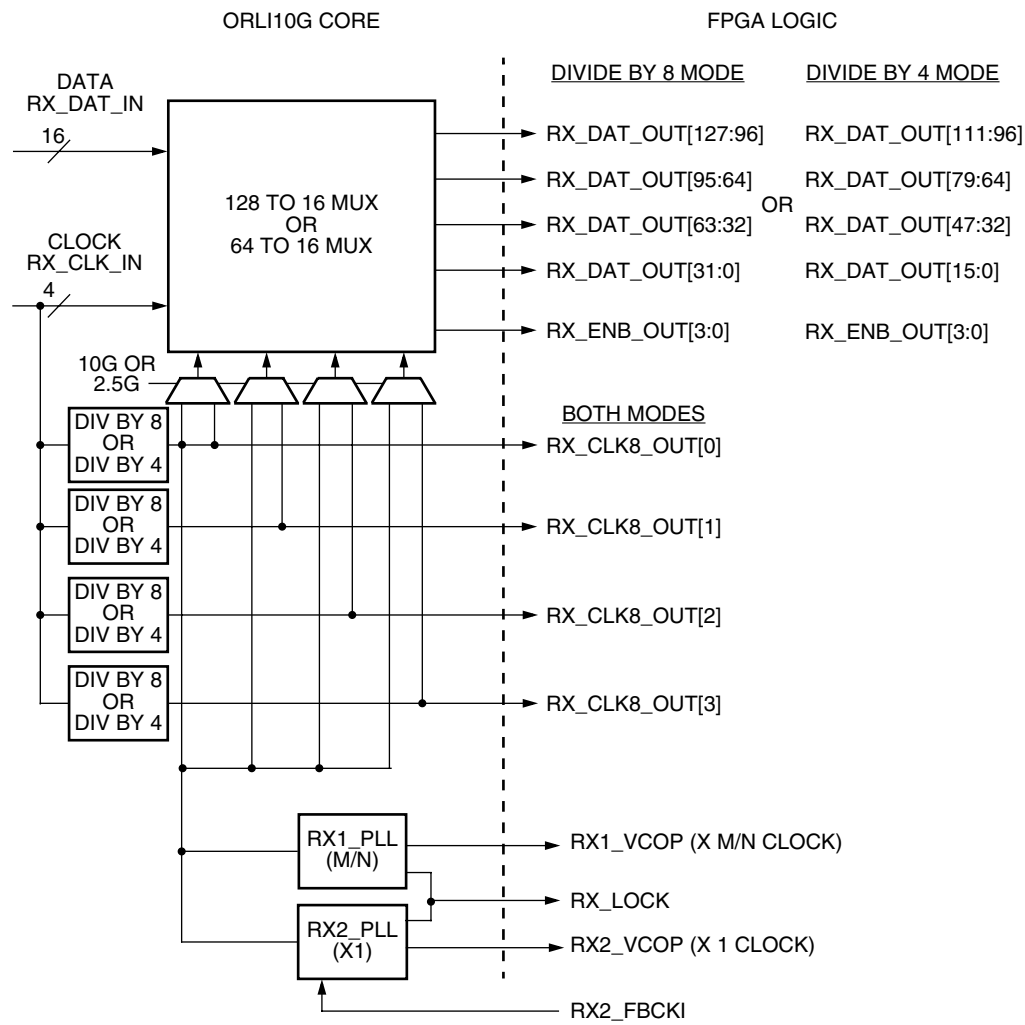 ORLI10G CORE
FPGA LOGIC
DIVIDE BY 8 MODE
DIVIDE BY 4 MODE
DATA
RX_DAT_IN
16
RX_DAT_OUT[127:96]
RX_DAT_OUT[111:96]
RX_DAT_OUT[95:64]
RX_DAT_OUT[79:64]
OR
128 TO 16 MUX
OR
64 TO 16 MUX
RX_DAT_OUT[63:32]
RX_DAT_OUT[47:32]
CLOCK
RX_CLK_IN
4
RX_DAT_OUT[31:0]
RX_DAT_OUT[15:0]
RX_ENB_OUT[3:0]
RX_ENB_OUT[3:0]
10G OR
2.5G
BOTH MODES
DIV BY 8
OR
DIV BY 4
RX_CLK8_OUT[0]
DIV BY 8
OR
DIV BY 4
RX_CLK8_OUT[1]
DIV BY 8
OR
DIV BY 4
RX_CLK8_OUT[2]
DIV BY 8
OR
DIV BY 4
RX_CLK8_OUT[3]
RX1_PLL
(M/N)
RX1_VCOP (X M/N CLOCK)
RX_LOCK
RX2_PLL
(X1)
RX2_VCOP (X 1 CLOCK)
RX2_FBCKI